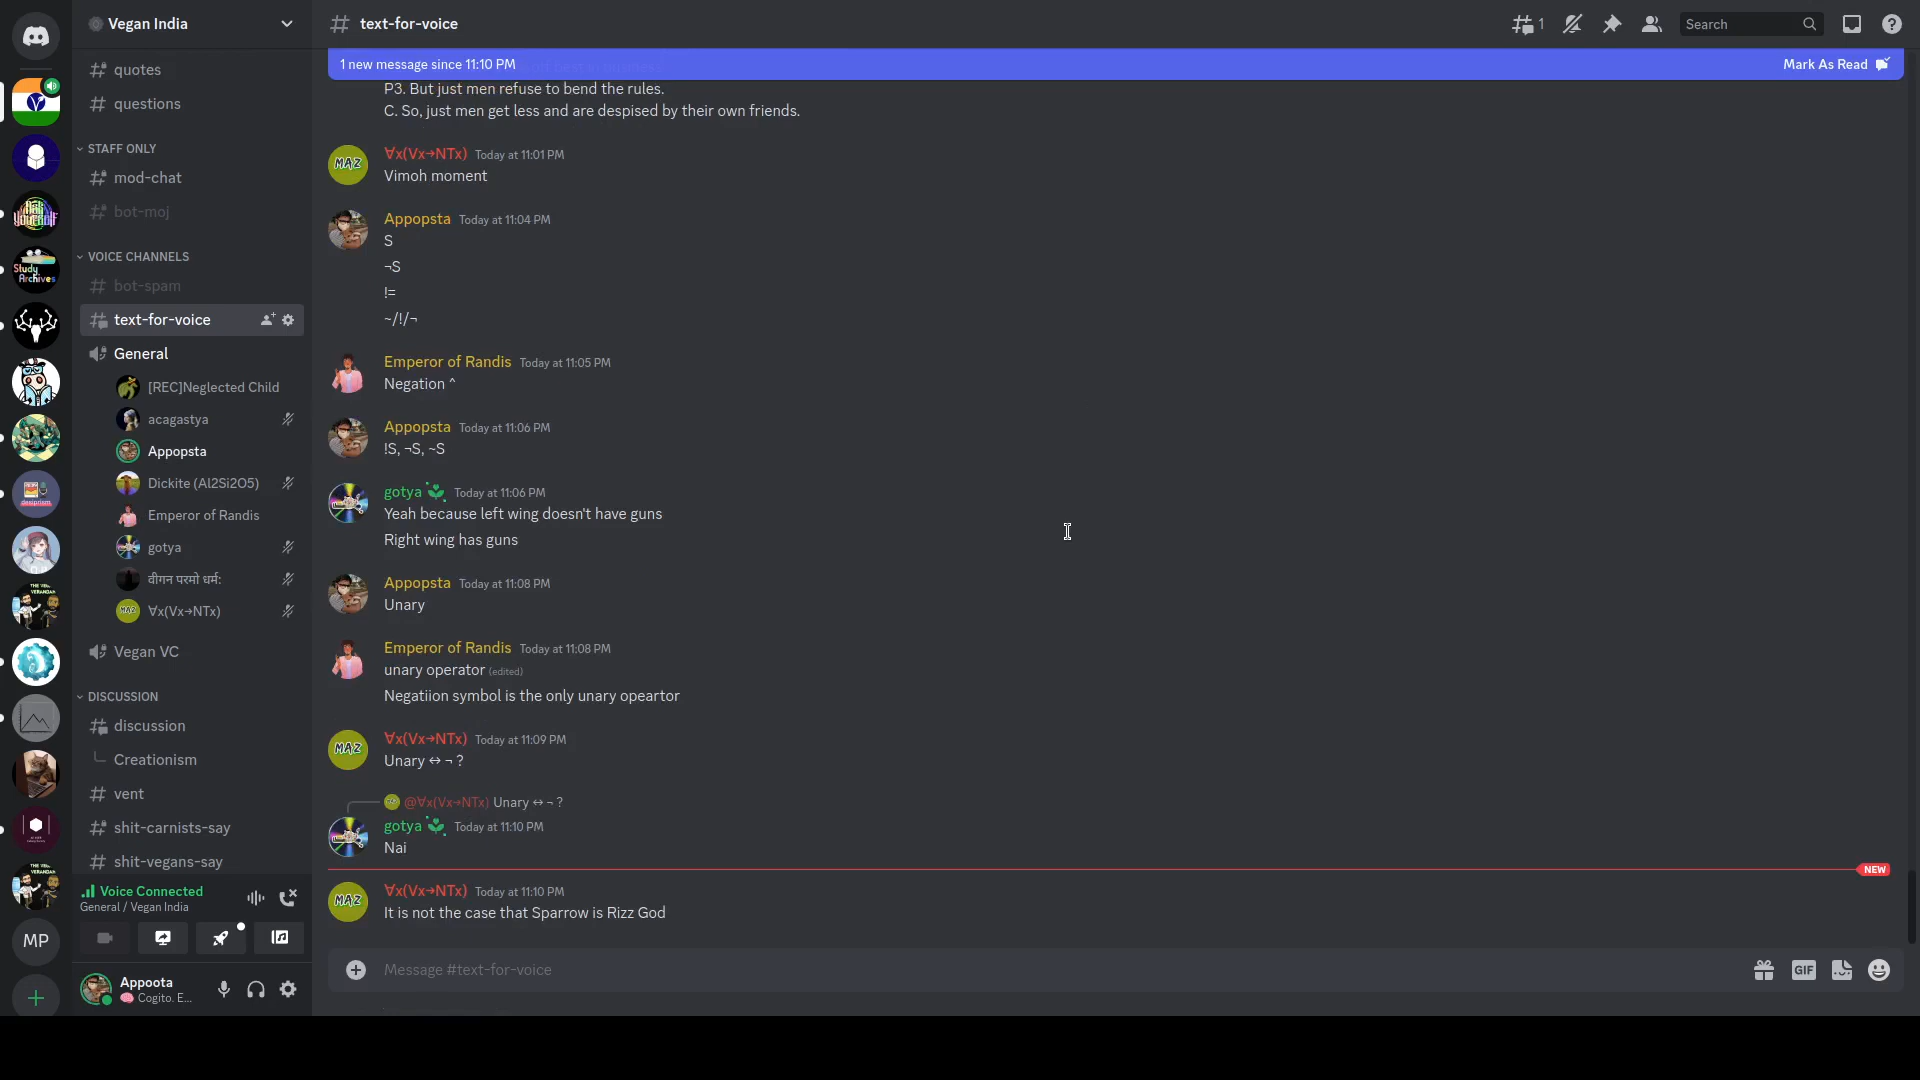 Vegan India
quotes
questions
STAFF ONLY
mod-chat
bot-moj
VOICE CHANNELS
bot-spam
text-for-voice
General
[REC]Neglected Child
acagastya
Appopsta
Dickite (Al2Si2O5)
Emperor of Randis
gotya
वीगन परमो धर्म:
∀x(Vx→NTx)
Vegan VC
DISCUSSION
discussion
Creationism
vent
shit-carnists-say
shit-vegans-say
Voice Connected
General / Vegan India
MP
Appoota
Cogito. E...
text-for-voice
1
Search
1 new message since 11:10 PM
Mark As Read
P3. But just men refuse to bend the rules.
C. So, just men get less and are despised by their own friends.
∀x(Vx→NTx) Today at 11:01 PM
Vimoh moment
Appopsta Today at 11:04 PM
S
¬S
!=
~/!/¬
Emperor of Randis Today at 11:05 PM
Negation ^
Appopsta Today at 11:06 PM
!S, ¬S, ~S
gotya Today at 11:06 PM
Yeah because left wing doesn't have guns
Right wing has guns
Appopsta Today at 11:08 PM
Unary
Emperor of Randis Today at 11:08 PM
unary operator (edited)
Negatiion symbol is the only unary opeartor
∀x(Vx→NTx) Today at 11:09 PM
Unary ↔ ¬ ?
@∀x(Vx→NTx) Unary ↔ ¬ ?
gotya Today at 11:10 PM
Nai
NEW
∀x(Vx→NTx) Today at 11:10 PM
It is not the case that Sparrow is Rizz God
Message #text-for-voice
GIF